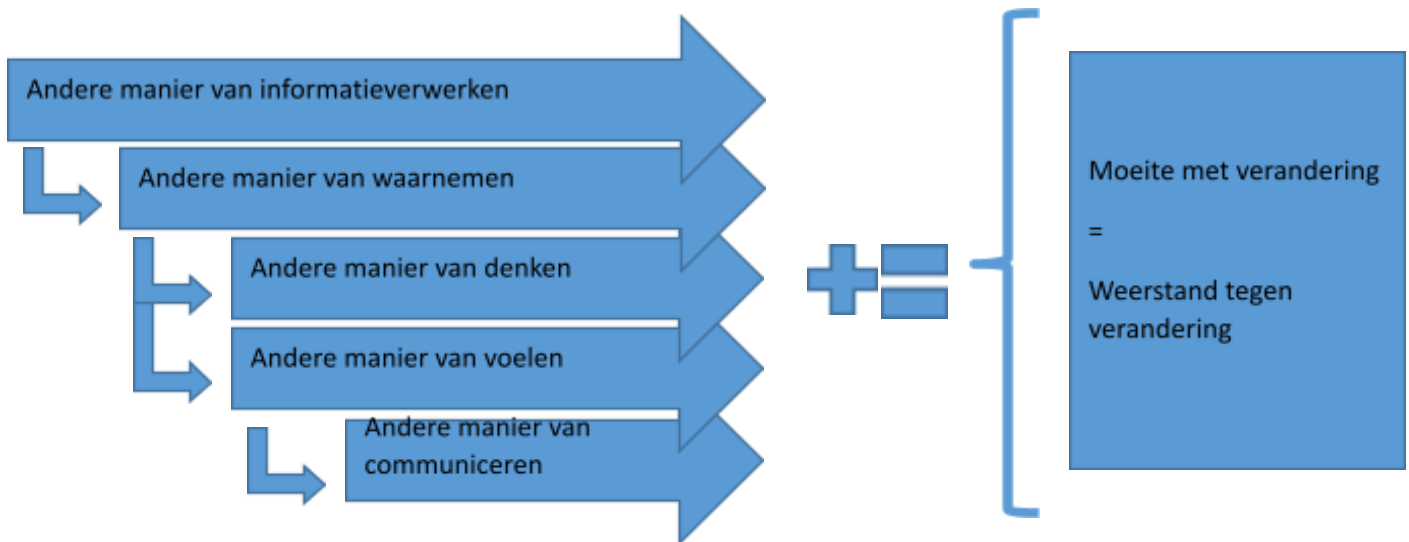 Andere manier van informatieverwerken
Andere manier van waarnemen
Andere manier van denken
Andere manier van voelen
Andere manier van
communiceren
Moeite met verandering
=
Weerstand tegen
verandering